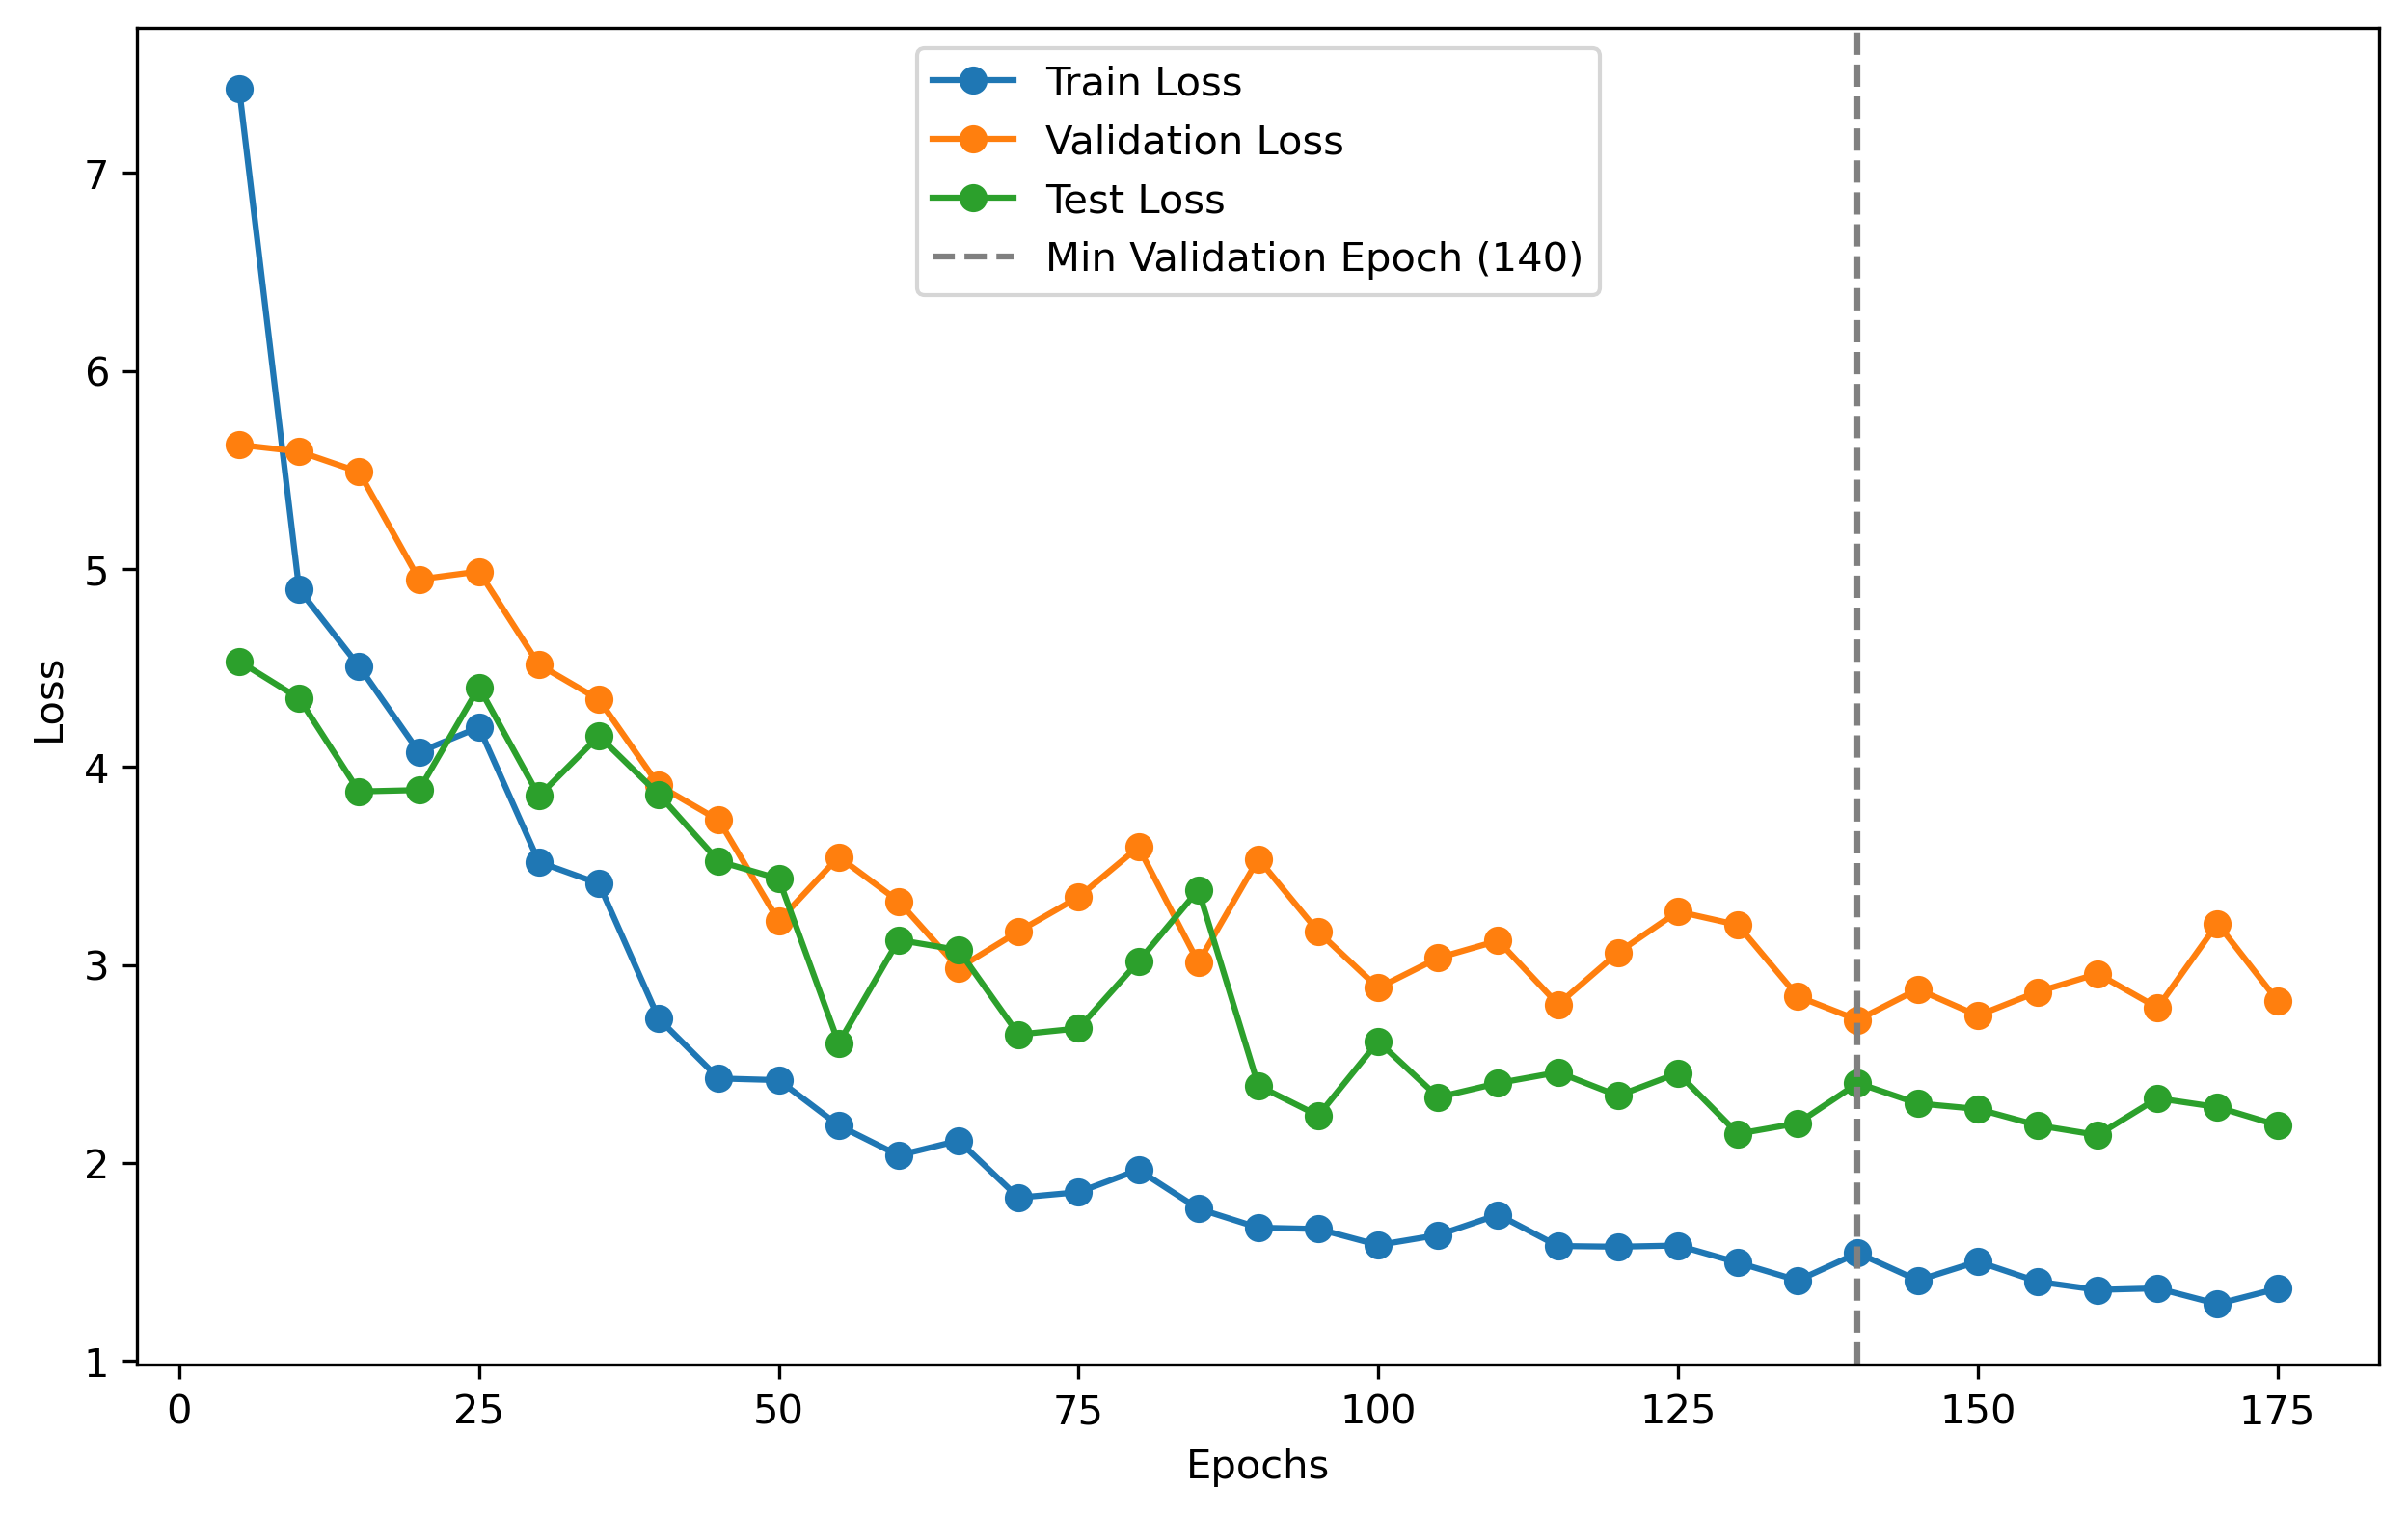 Train Loss
Validation Loss
Test Loss
Min Validation Epoch (140)
7
6
5
4
3
2
1
Loss
0 25 50 75 100 125 150 175
Epochs